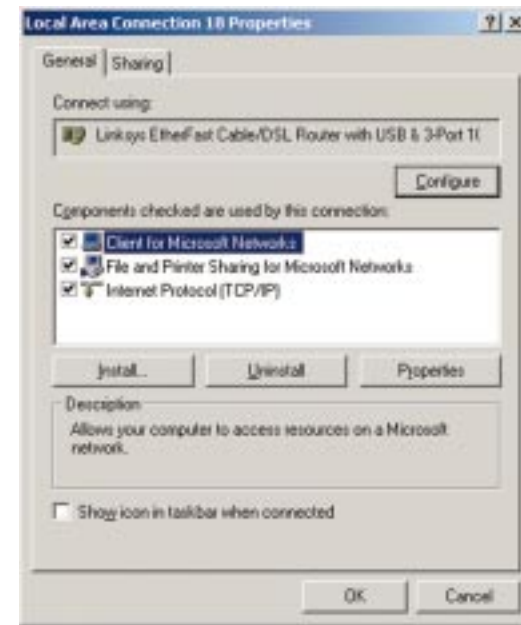 Local Area Connection 18 Properties ? ×
General Sharing
Connect using:
Linksys EtherFast Cable/DSL Router with USB & 3-Port 1(
Configure
Components checked are used by this connection:
Client for Microsoft Networks
File and Printer Sharing for Microsoft Networks
Internet Protocol (TCP/IP)
Install... Uninstall Properties
Description
Allows your computer to access resources on a Microsoft
network.
Show icon in taskbar when connected
OK Cancel